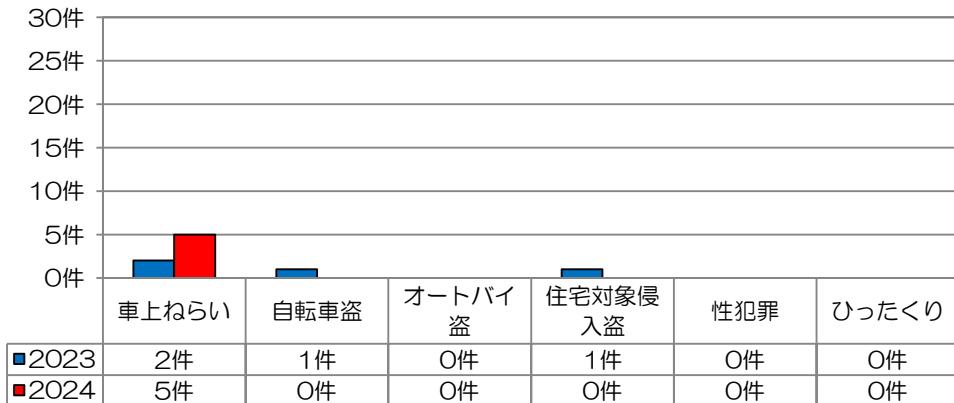 30件
25件
20件
15件
10件
5件
0件
車上ねらい 自転車盗 オートバイ盗 住宅対象侵入盗 性犯罪 ひったくり
2023 2件 1件 0件 1件 0件 0件
2024 5件 0件 0件 0件 0件 0件